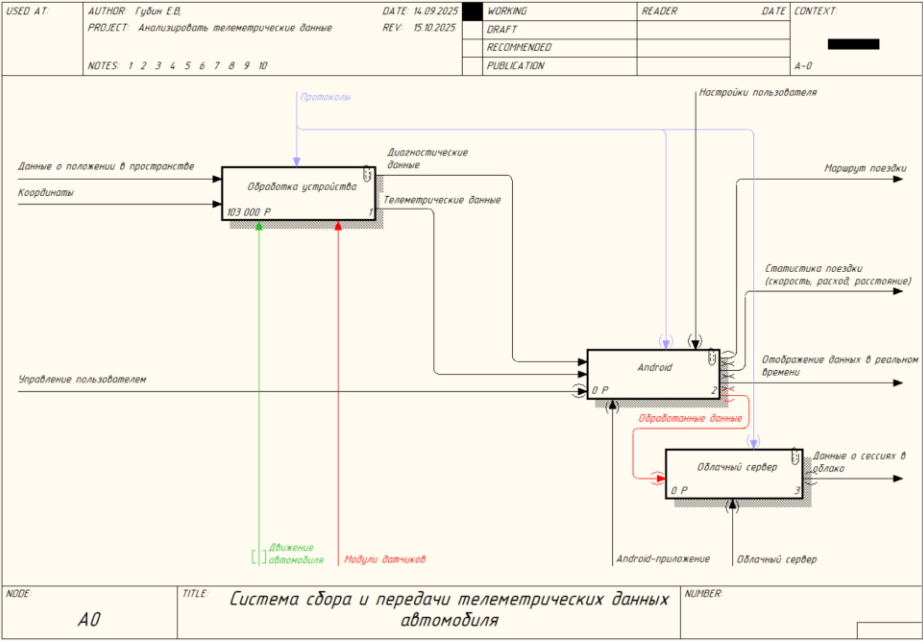 USED AT:
AUTHOR: Губин Е.В,
DATE: 14.09.2025
WORKING
READER
DATE
CONTEXT:
PROJECT: Анализировать телеметрические данные
REV: 15.10.2025
DRAFT
RECOMMENDED
NOTES: 1 2 3 4 5 6 7 8 9 10
PUBLICATION
A-0
Протоколы
Настройки пользователя
Данные о положении в пространстве
Координаты
Обработка устройства
103 000 Р
1
Диагностические
данные
Телеметрические данные
Маршрут поездки
Статистика поездки
(скорость, расход, расстояние)
Управление пользователем
Android
0 Р
2
Отображение данных в реальном
времени
Обработанные данные
Облачный сервер
0 Р
3
Данные о сессиях в
облако
Движение
автомобиля
Модули датчиков
Android-приложение
Облачный сервер
NODE:
A0
TITLE:
Система сбора и передачи телеметрических данных
автомобиля
NUMBER: